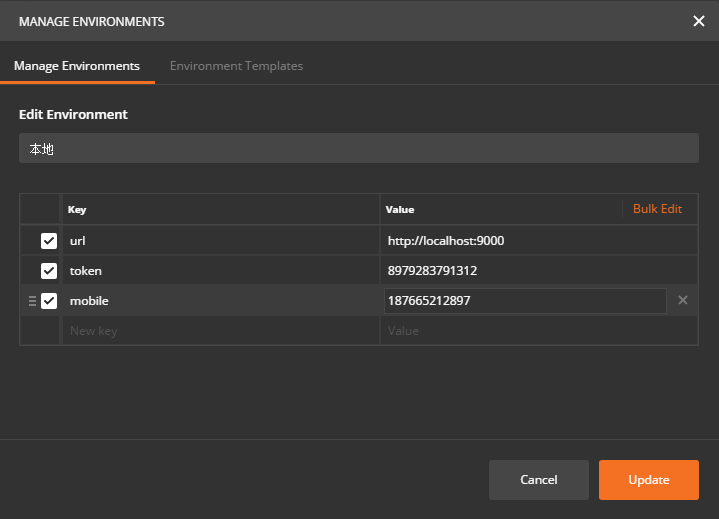 MANAGE ENVIRONMENTS
Manage Environments Environment Templates
Edit Environment
本地
Key Value Bulk Edit
url http://localhost:9000
token 8979283791312
mobile 187665212897
New key Value
Cancel Update